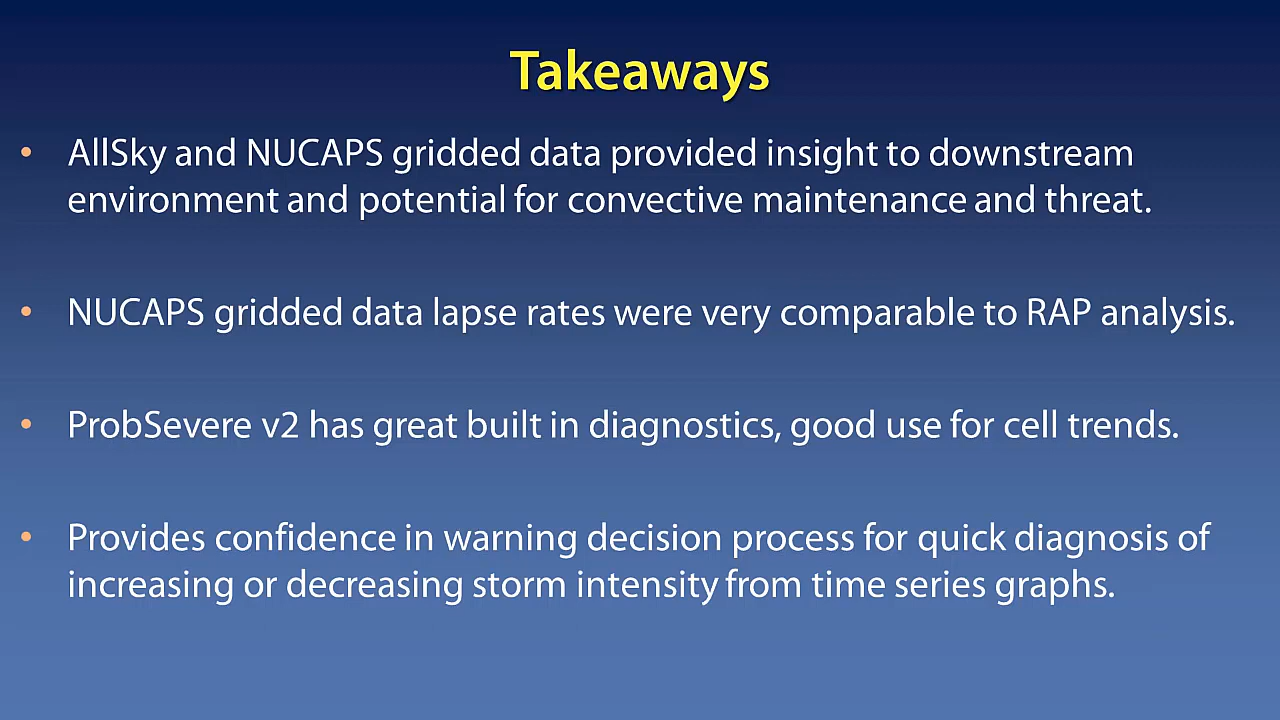 Takeaways
• AllSky and NUCAPS gridded data provided insight to downstream
environment and potential for convective maintenance and threat.
• NUCAPS gridded data lapse rates were very comparable to RAP analysis.
• ProbSevere v2 has great built in diagnostics, good use for cell trends.
• Provides confidence in warning decision process for quick diagnosis of
increasing or decreasing storm intensity from time series graphs.